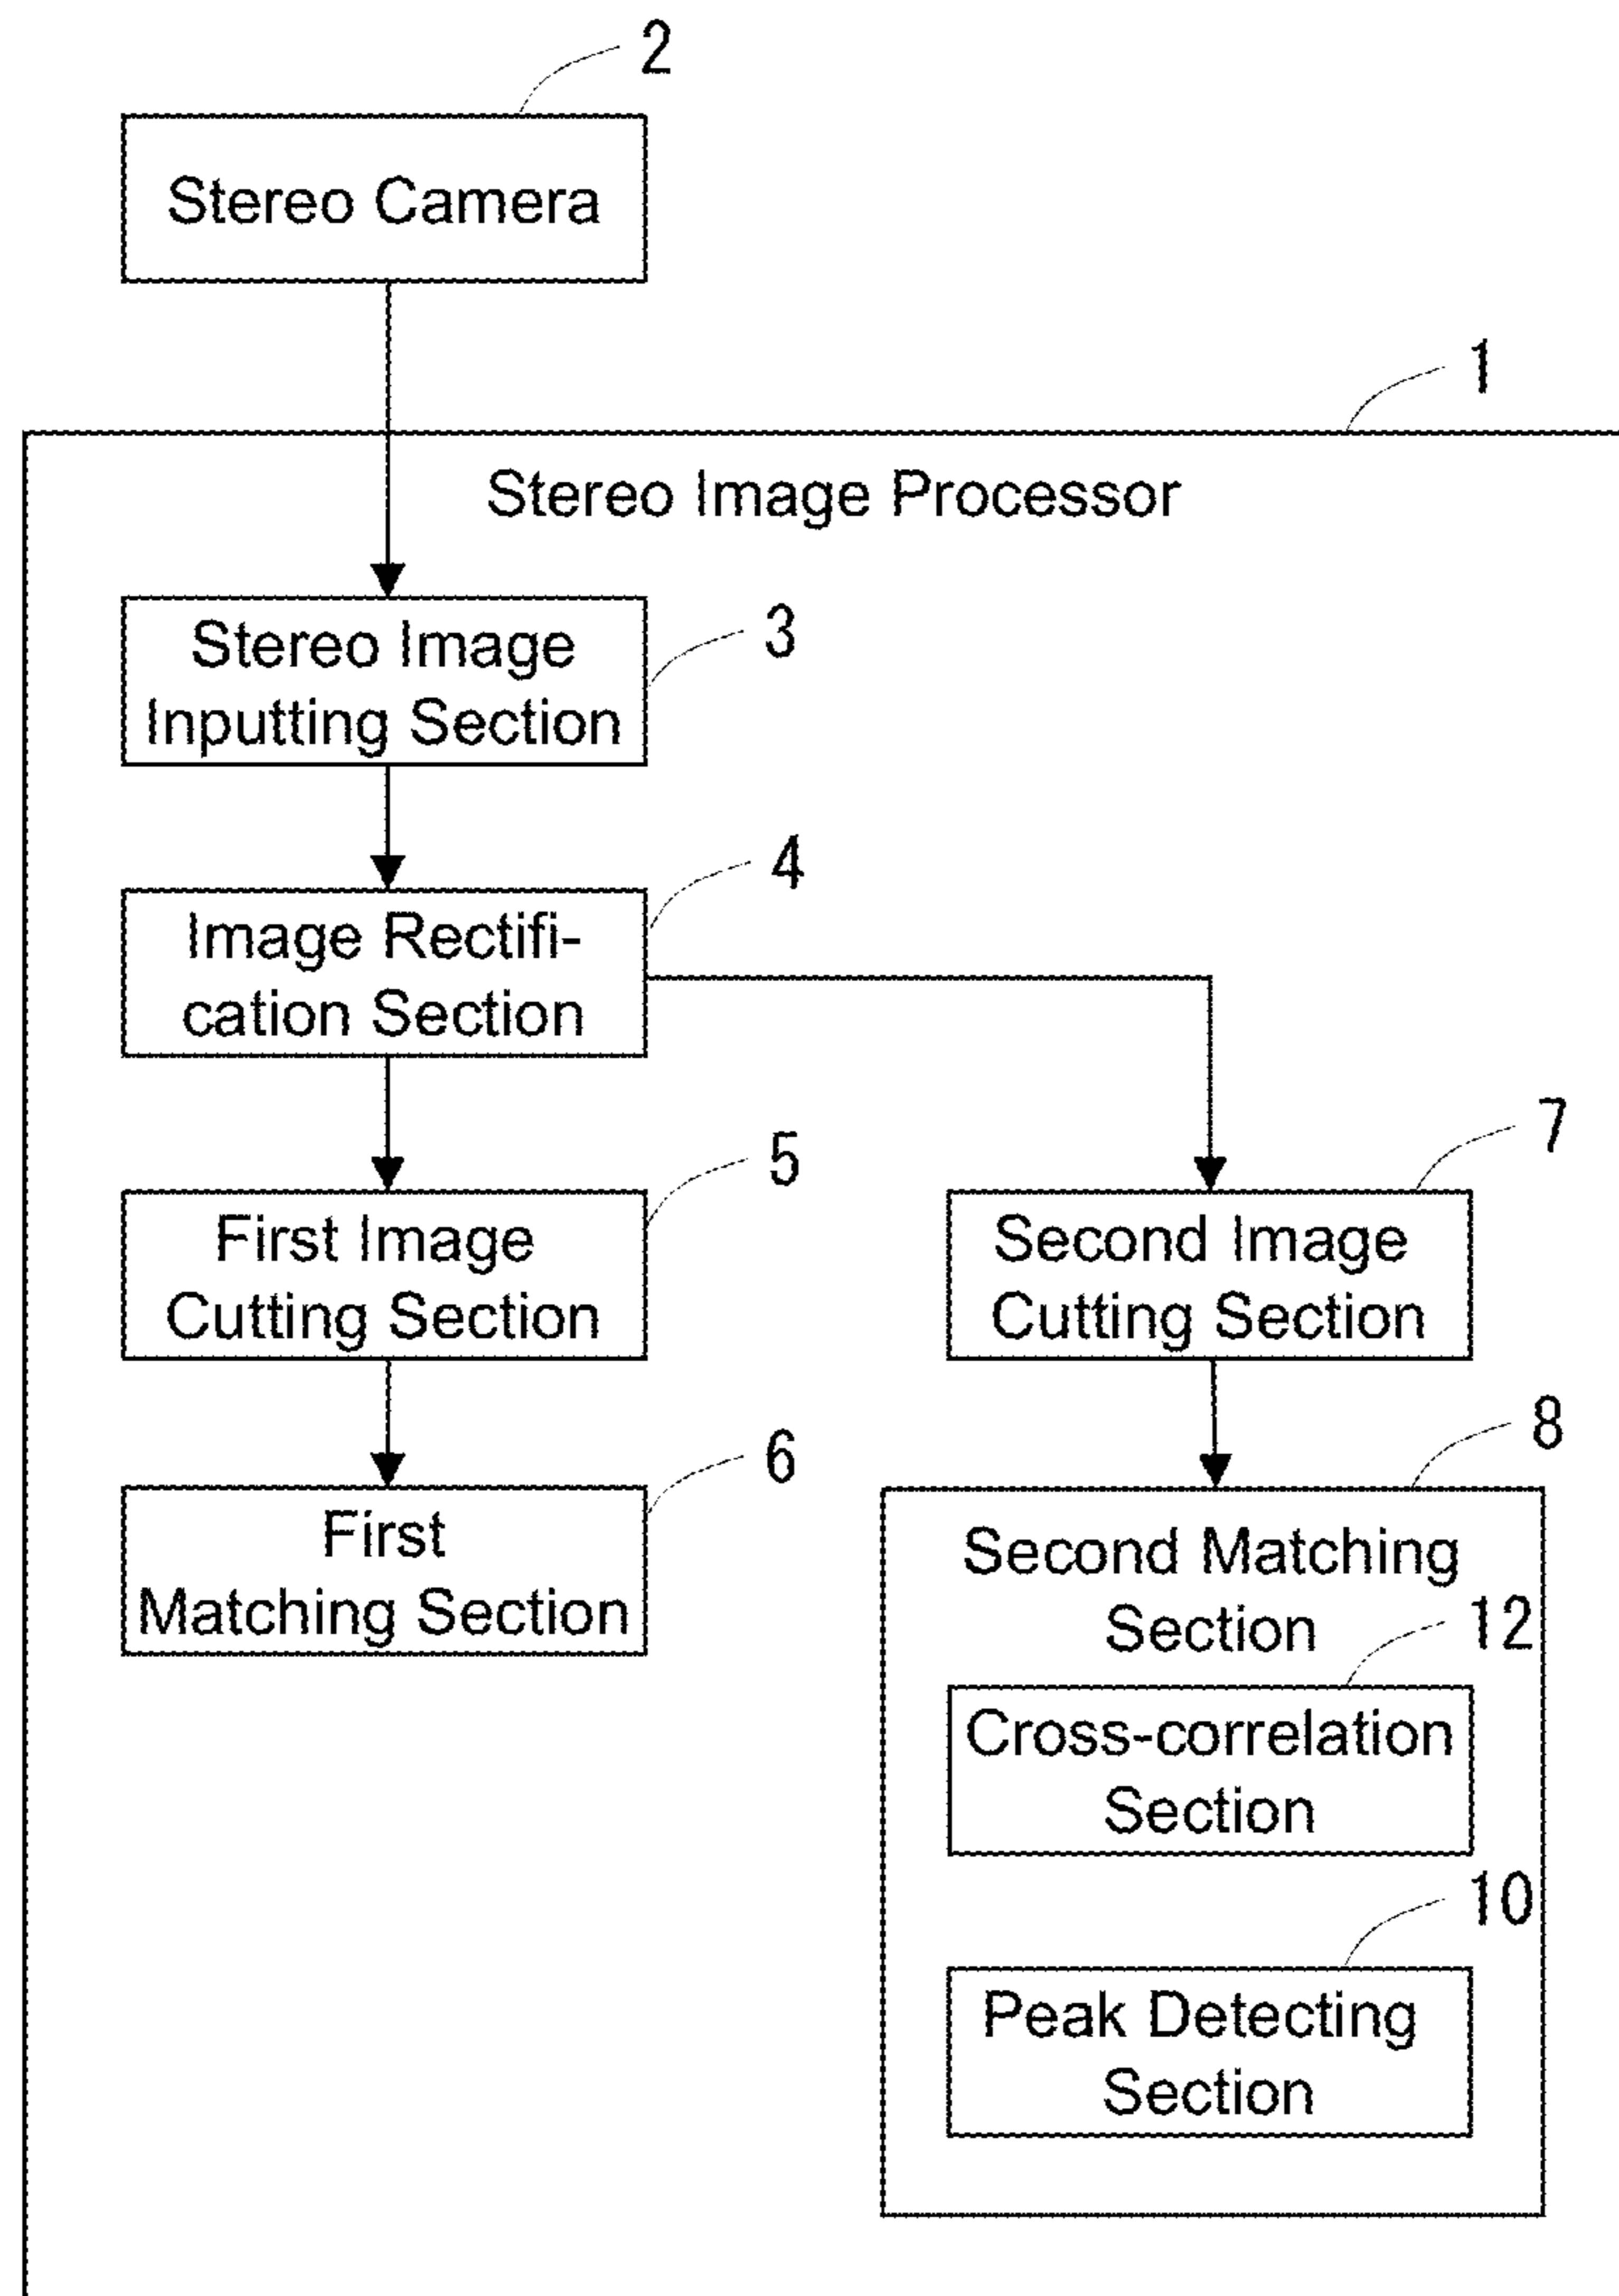 2
Stereo Camera
1
Stereo Image Processor
3
Stereo Image
Inputting Section
4
Image Rectifi-
cation Section
5
First Image
Cutting Section
7
Second Image
Cutting Section
6
First
Matching Section
8
Second Matching
Section
12
Cross-correlation
Section
10
Peak Detecting
Section